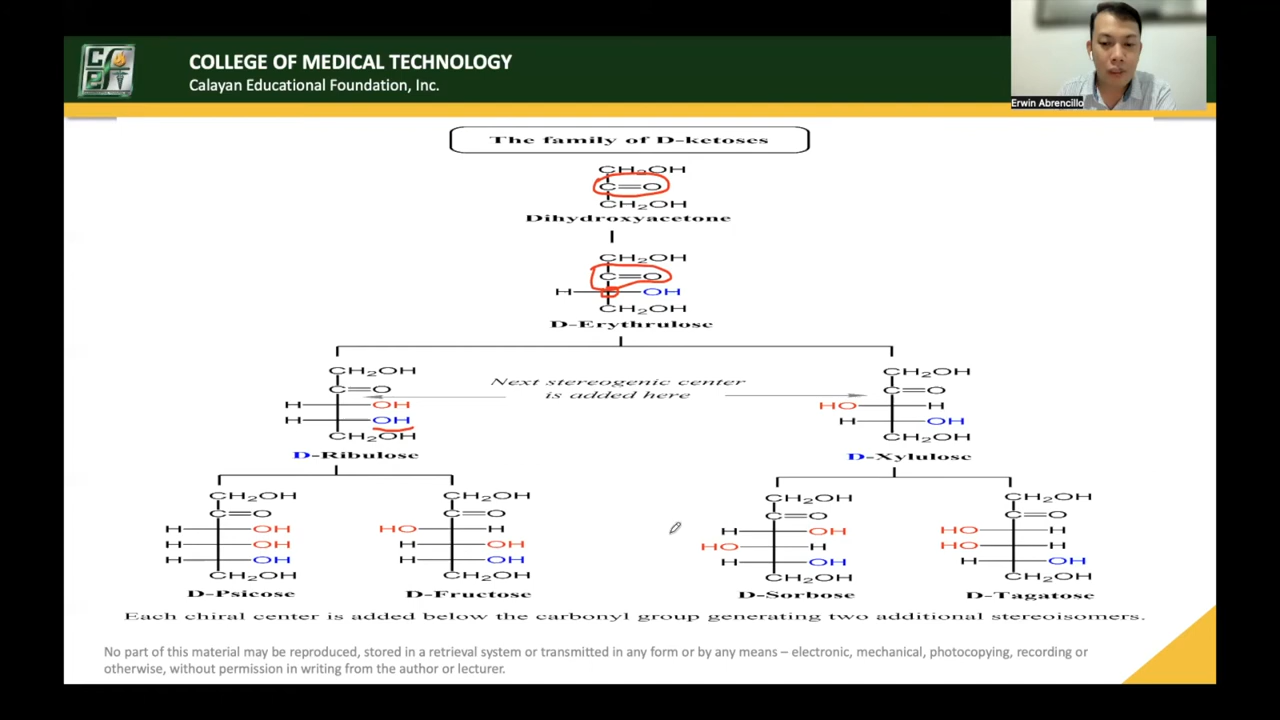 COLLEGE OF MEDICAL TECHNOLOGY
Calayan Educational Foundation, Inc.
Erwin Abrencillo
The family of D-ketoses
CH₂OH
C=O
CH₂OH
Dihydroxyacetone
CH₂OH
C=O
H OH
CH₂OH
D-Erythrulose
CH₂OH
C=O
H OH
H OH
CH₂OH
D-Ribulose
Next stereogenic center
is added here
CH₂OH
C=O
HO H
H OH
CH₂OH
D-Xylulose
CH₂OH
C=O
H OH
H OH
H OH
CH₂OH
D-Psicose
CH₂OH
C=O
HO H
H OH
H OH
CH₂OH
D-Fructose
CH₂OH
C=O
H OH
HO H
H OH
CH₂OH
D-Sorbose
CH₂OH
C=O
HO H
HO H
H OH
CH₂OH
D-Tagatose
Each chiral center is added below the carbonyl group generating two additional stereoisomers.
No part of this material may be reproduced, stored in a retrieval system or transmitted in any form or by any means – electronic, mechanical, photocopying, recording or
otherwise, without permission in writing from the author or lecturer.